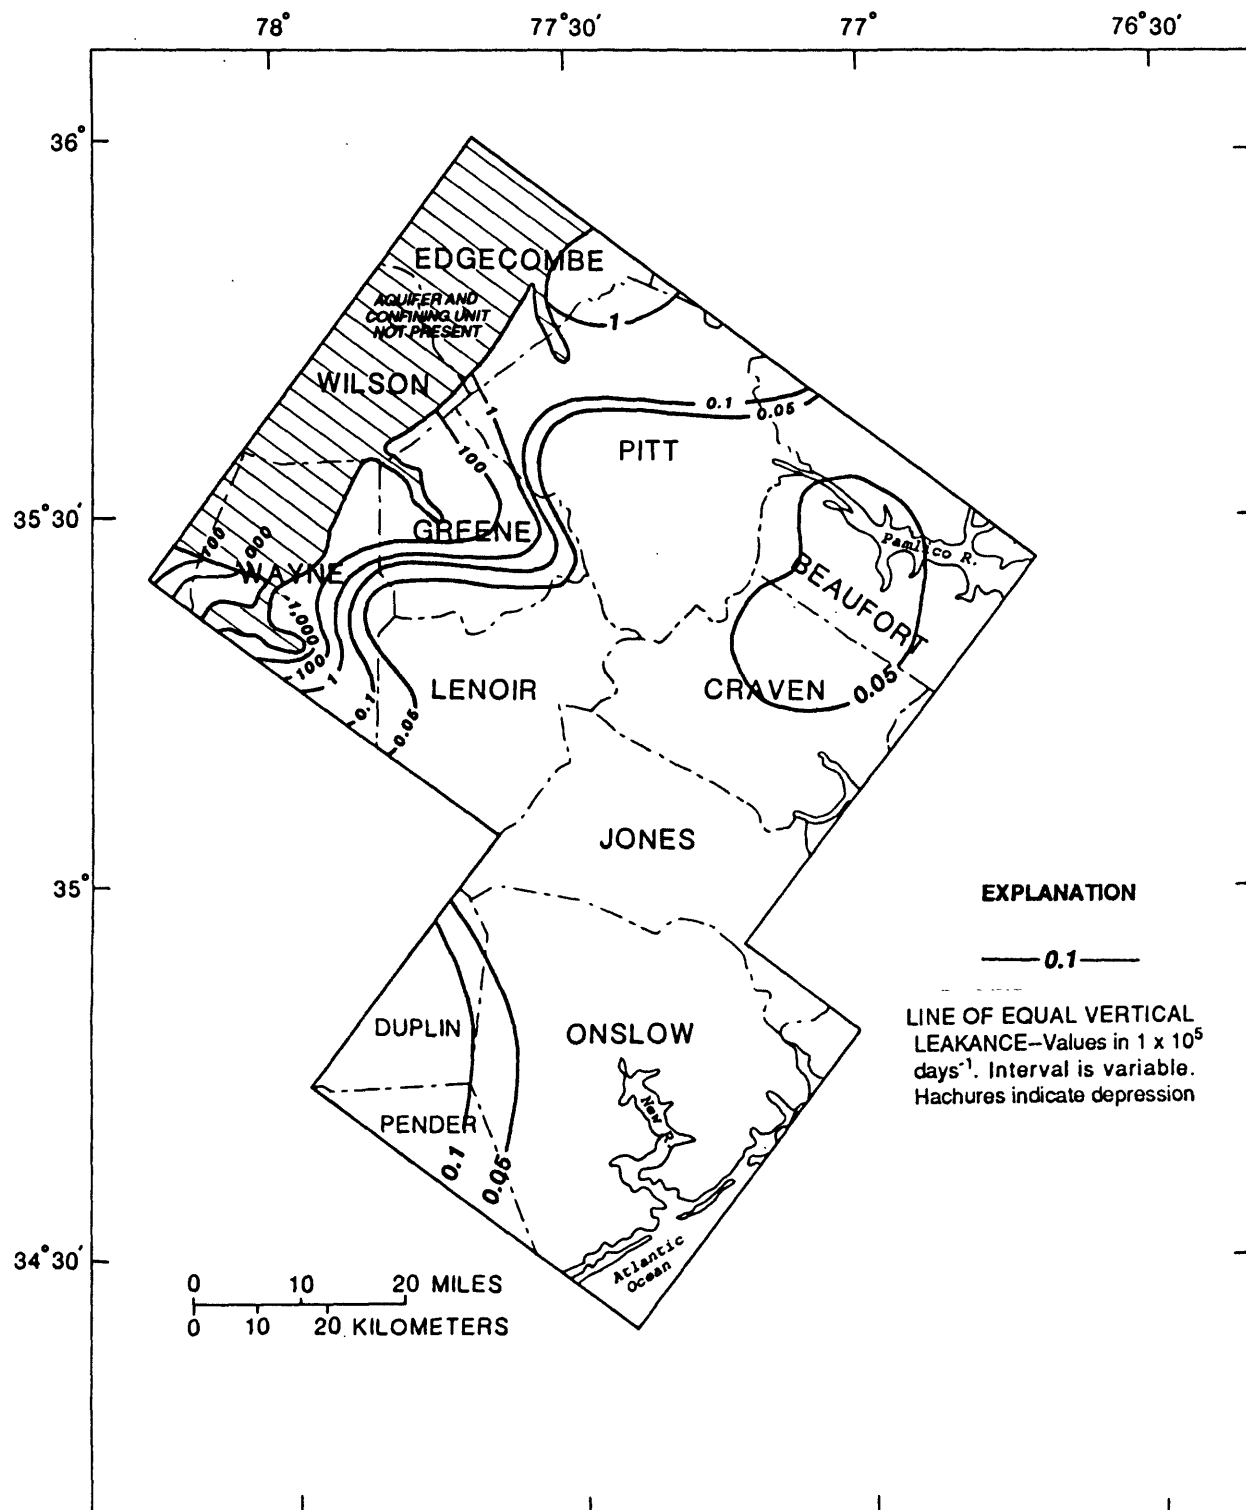 78° 77°30′ 77° 76°30′
36°
EDGECOMBE
AQUIFER AND
CONFINING UNIT
NOT PRESENT
1
WILSON
1
0.1
0.05
PITT
100
35°30′
GREENE
Pamlico R.
100
000
WAYNE
BEAUFORT
1,000
100
1
0.1
0.05
LENOIR
CRAVEN
0.05
JONES
35°
EXPLANATION
0.1
LINE OF EQUAL VERTICAL
LEAKANCE–Values in 1 x 10⁵
days⁻¹. Interval is variable.
Hachures indicate depression
DUPLIN
ONSLOW
New R.
PENDER
0.1
0.05
34°30′
Atlantic
Ocean
0 10 20 MILES
0 10 20 KILOMETERS